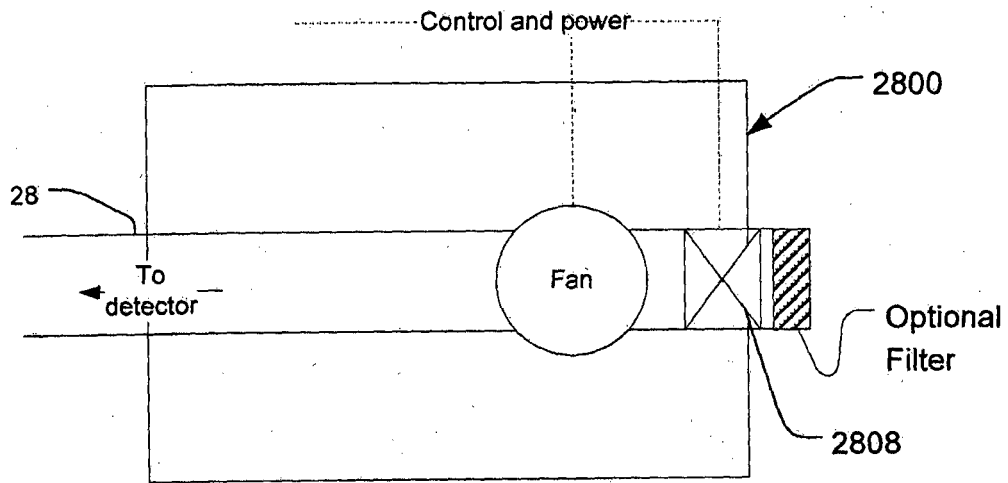 Control and power
2800
28
To
detector
Fan
Optional
Filter
2808